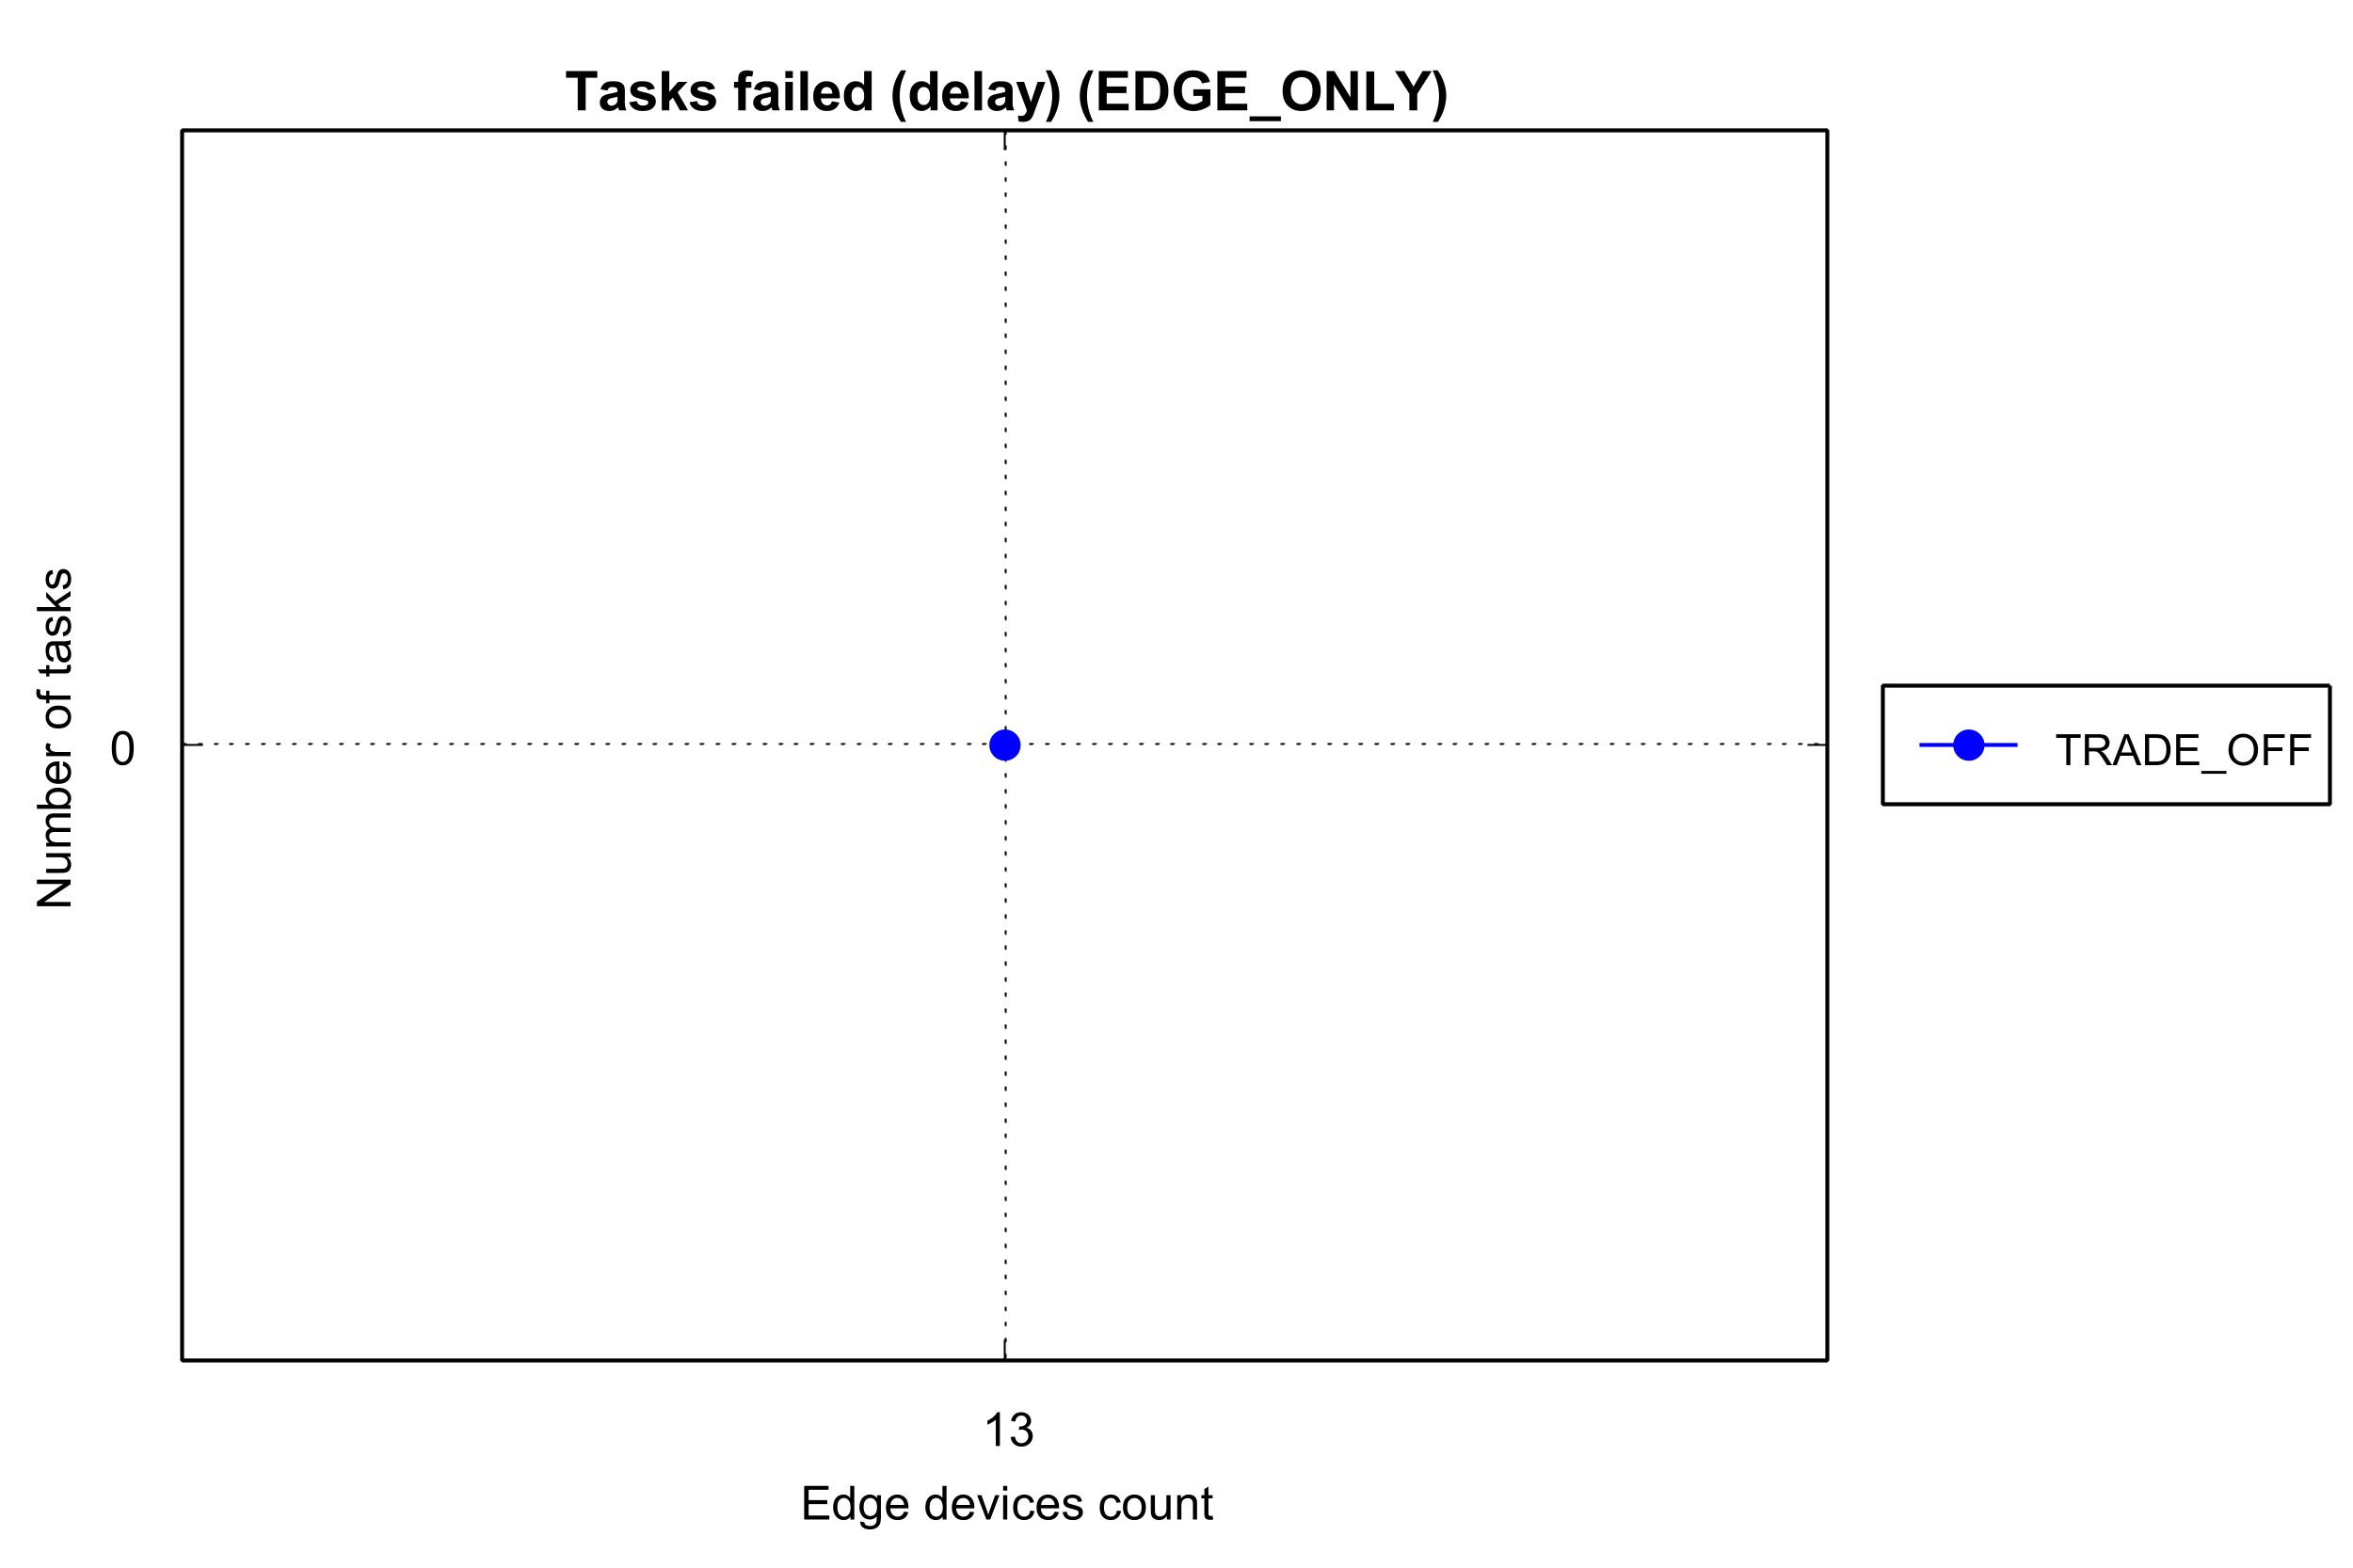 Tasks failed (delay) (EDGE_ONLY)
Number of tasks
0
TRADE_OFF
13
Edge devices count